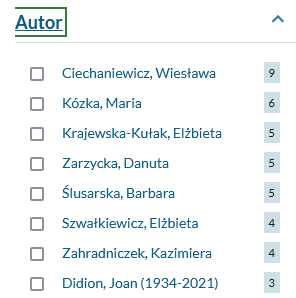 Autor
Ciechaniewicz, Wiesława 9
Kózka, Maria 6
Krajewska-Kułak, Elżbieta 5
Zarzycka, Danuta 5
Ślusarska, Barbara 5
Szwałkiewicz, Elżbieta 4
Zahradniczek, Kazimiera 4
Didion, Joan (1934-2021) 3